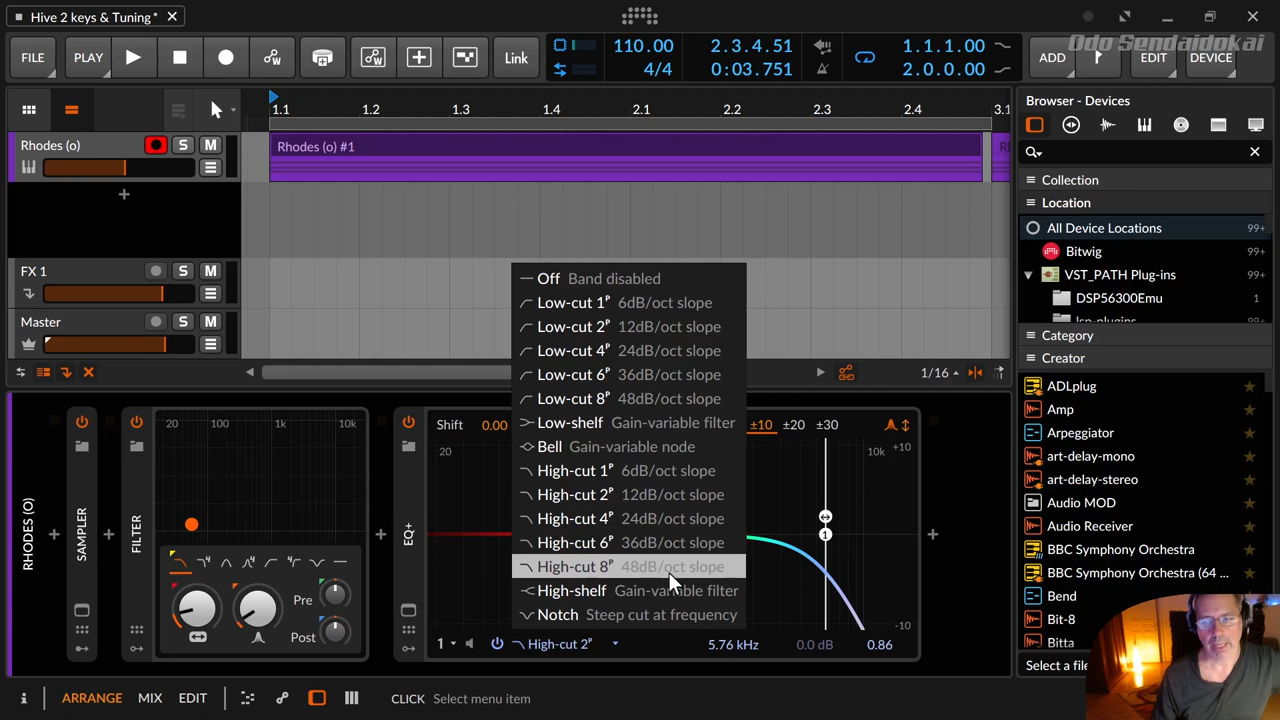 Hive 2 keys & Tuning*
FILE
PLAY
Link
110.00
4/4
2.3.4.51
0:03.751
1.1.1.00
2.0.0.00
ADD
EDIT
DEVICE
Odo Sendaidokai
1.1
1.2
1.3
1.4
2.1
2.2
2.3
2.4
3.1
Rhodes (o)
S
M
Rhodes (o) #1
FX 1
S
M
Master
S
M
1/16
Browser - Devices
Collection
Location
All Device Locations 99+
Bitwig 99+
VST_PATH Plug-ins 99+
DSP56300Emu 1
lsp-plugins
Category
Creator
ADLplug
Amp
Arpeggiator
art-delay-mono
art-delay-stereo
Audio MOD
Audio Receiver
BBC Symphony Orchestra
BBC Symphony Orchestra (64 ...
Bend
Bit-8
Bitta
Select a file
Off Band disabled
Low-cut 1P 6dB/oct slope
Low-cut 2P 12dB/oct slope
Low-cut 4P 24dB/oct slope
Low-cut 6P 36dB/oct slope
Low-cut 8P 48dB/oct slope
Low-shelf Gain-variable filter
Bell Gain-variable node
High-cut 1P 6dB/oct slope
High-cut 2P 12dB/oct slope
High-cut 4P 24dB/oct slope
High-cut 6P 36dB/oct slope
High-cut 8P 48dB/oct slope
High-shelf Gain-variable filter
Notch Steep cut at frequency
RHODES (O)
SAMPLER
FILTER
20 100 1k 10k
Pre
Post
EQ+
Shift 0.00
±10 ±20 ±30
20
10k +10
1
-10
1
High-cut 2P
5.76 kHz
0.0 dB
0.86
ARRANGE
MIX
EDIT
CLICK Select menu item